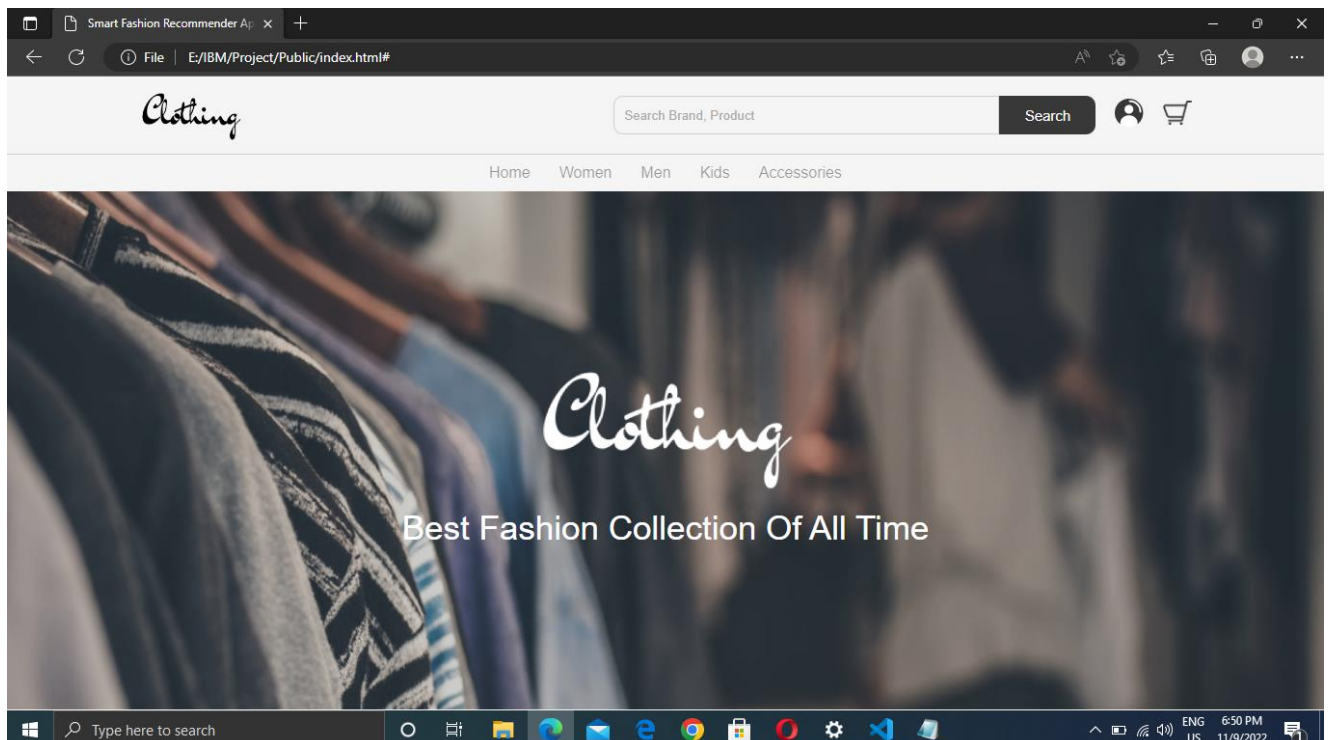 Smart Fashion Recommender Ap
File | E:/IBM/Project/Public/index.html#
Clothing
Search Brand, Product
Search
Home Women Men Kids Accessories
Clothing
Best Fashion Collection Of All Time
Type here to search
ENG 6:50 PM
US 11/9/2022
1